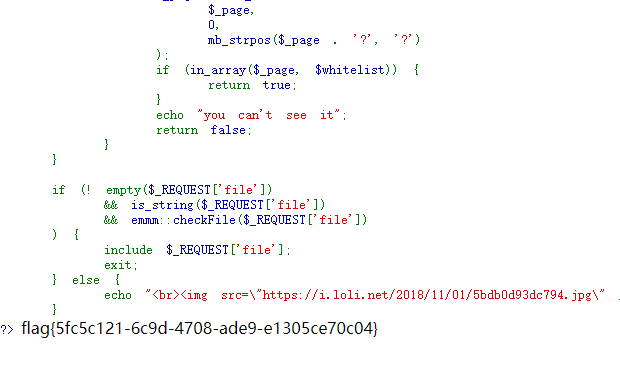 $_page,
0,
mb_strpos($_page . '?', '?')
);
if (in_array($_page, $whitelist)) {
return true;
}
echo "you can't see it";
return false;
}
}
if (! empty($_REQUEST['file'])
&& is_string($_REQUEST['file'])
&& emmm::checkFile($_REQUEST['file'])
) {
include $_REQUEST['file'];
exit;
} else {
echo "<br><img src=\"https://i.loli.net/2018/11/01/5bdb0d93dc794.jpg\"
}
?> flag{5fc5c121-6c9d-4708-ade9-e1305ce70c04}